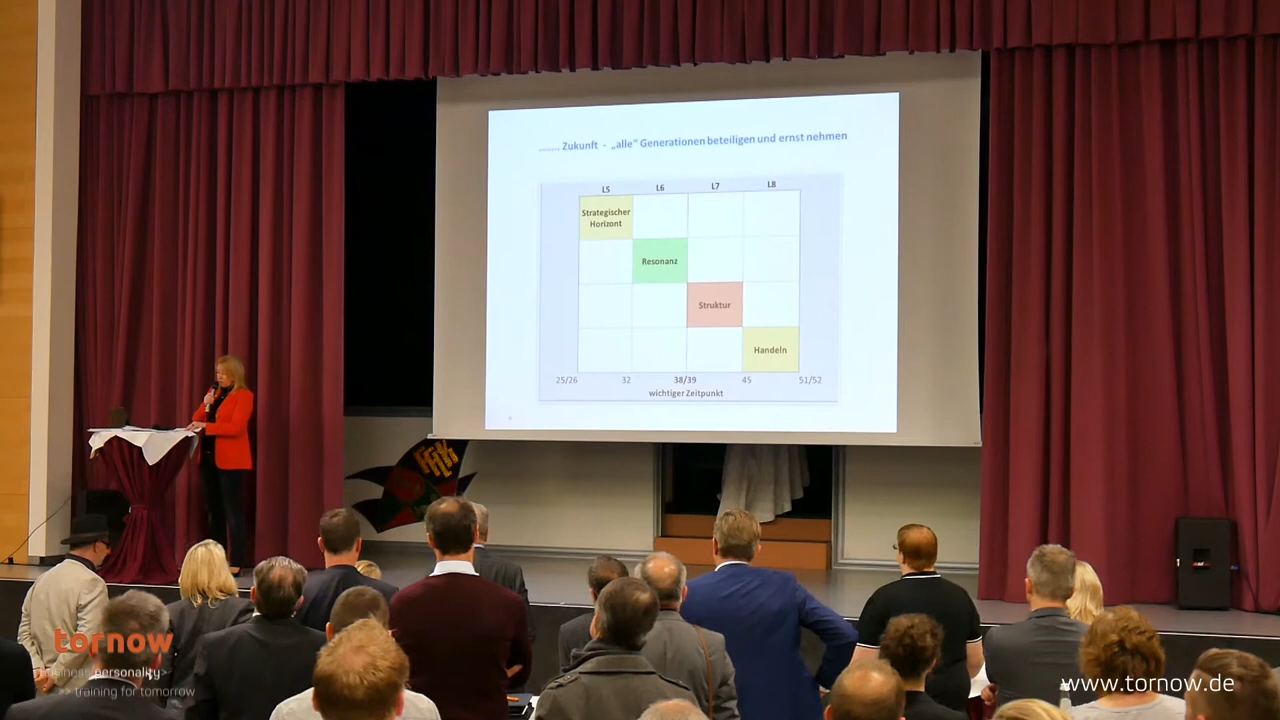 Zukunft - „alle“ Generationen beteiligen und ernst nehmen
L5 L6 L7 L8
Strategischer
Horizont
Resonanz
Struktur
Handeln
25/26 32 38/39 45 51/52
wichtiger Zeitpunkt
tornow
business personality>
>> training for tomorrow
www.tornow.de